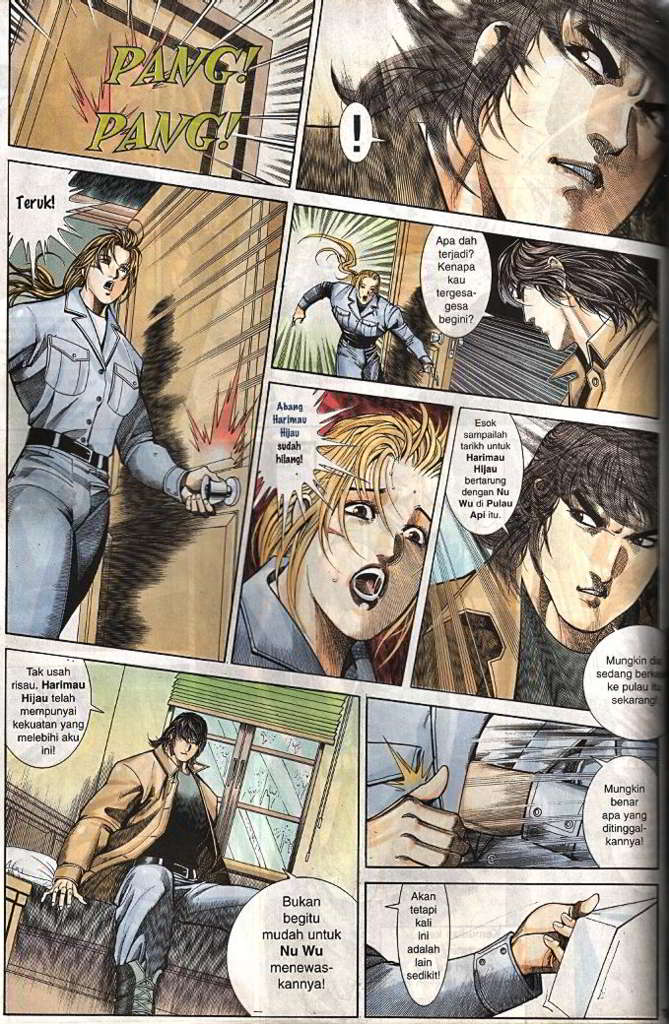 PANG!
PANG!
!
Teruk!
Apa dah
terjadi?
Kenapa
kau
tergesa-
gesa
begini?
Abang
Harimau
Hijau
sudah
hilang!
Esok
sampailah
tarikh untuk
Harimau
Hijau
bertarung
dengan Nu
Wu di Pulau
Api itu.
Mungkin
sedang
ke pulau
sekarang!
Tak usah
risau. Harimau
Hijau telah
mempunyai
kekuatan yang
melebihi aku
ini!
Bukan
begitu
mudah untuk
Nu Wu
menewas-
kannya!
Mungkin
benar
apa yang
ditinggal-
kannya!
Akan
tetapi
kali
ini
adalah
lain
sedikit!